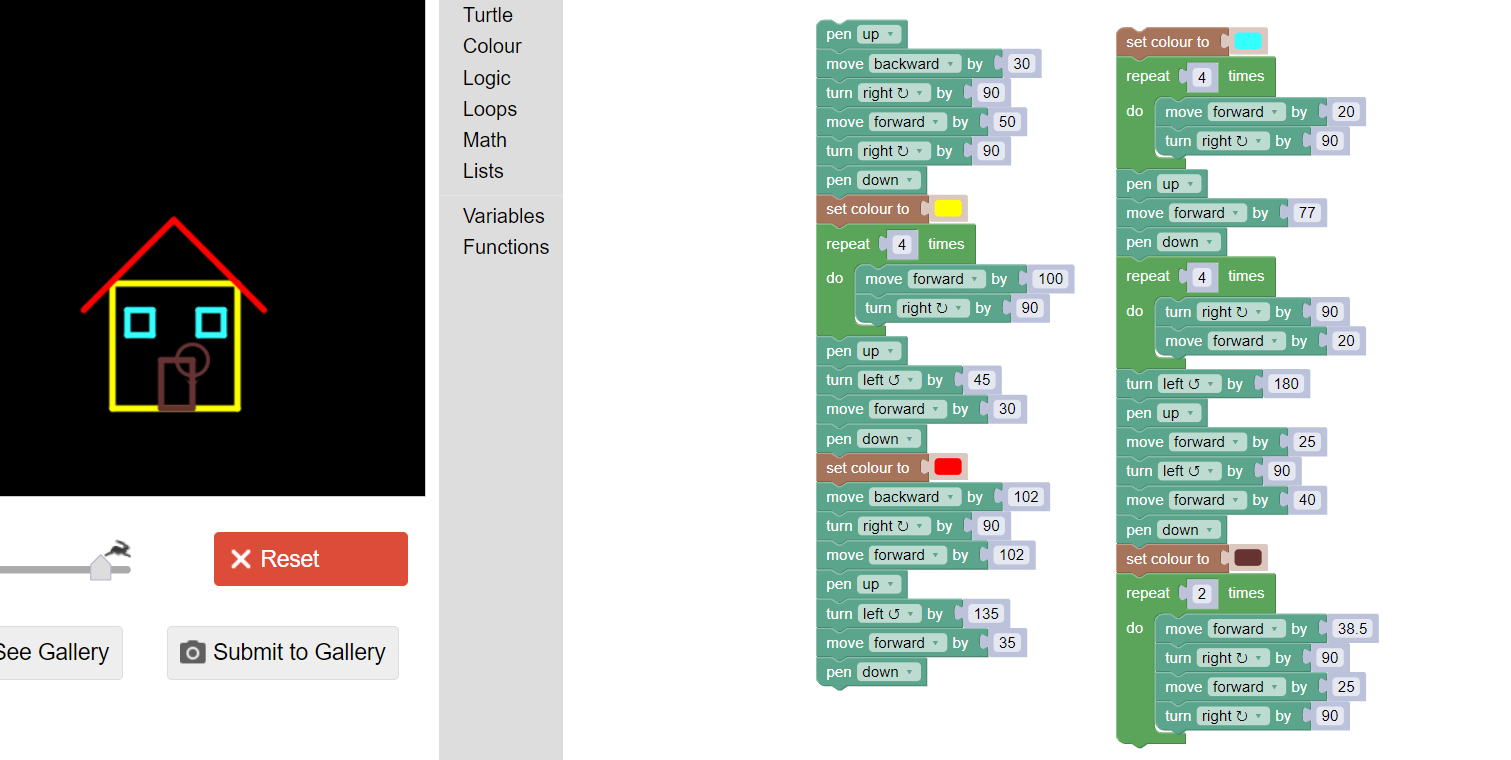 Turtle
Colour
Logic
Loops
Math
Lists
Variables
Functions
Reset
See Gallery
Submit to Gallery
pen up
move backward by 30
turn right ↻ by 90
move forward by 50
turn right ↻ by 90
pen down
set colour to
repeat 4 times
do move forward by 100
turn right ↻ by 90
pen up
turn left ↺ by 45
move forward by 30
pen down
set colour to
move backward by 102
turn right ↻ by 90
move forward by 102
pen up
turn left ↺ by 135
move forward by 35
pen down
set colour to
repeat 4 times
do move forward by 20
turn right ↻ by 90
pen up
move forward by 77
pen down
repeat 4 times
do turn right ↻ by 90
move forward by 20
turn left ↺ by 180
pen up
move forward by 25
turn left ↺ by 90
move forward by 40
pen down
set colour to
repeat 2 times
do move forward by 38.5
turn right ↻ by 90
move forward by 25
turn right ↻ by 90